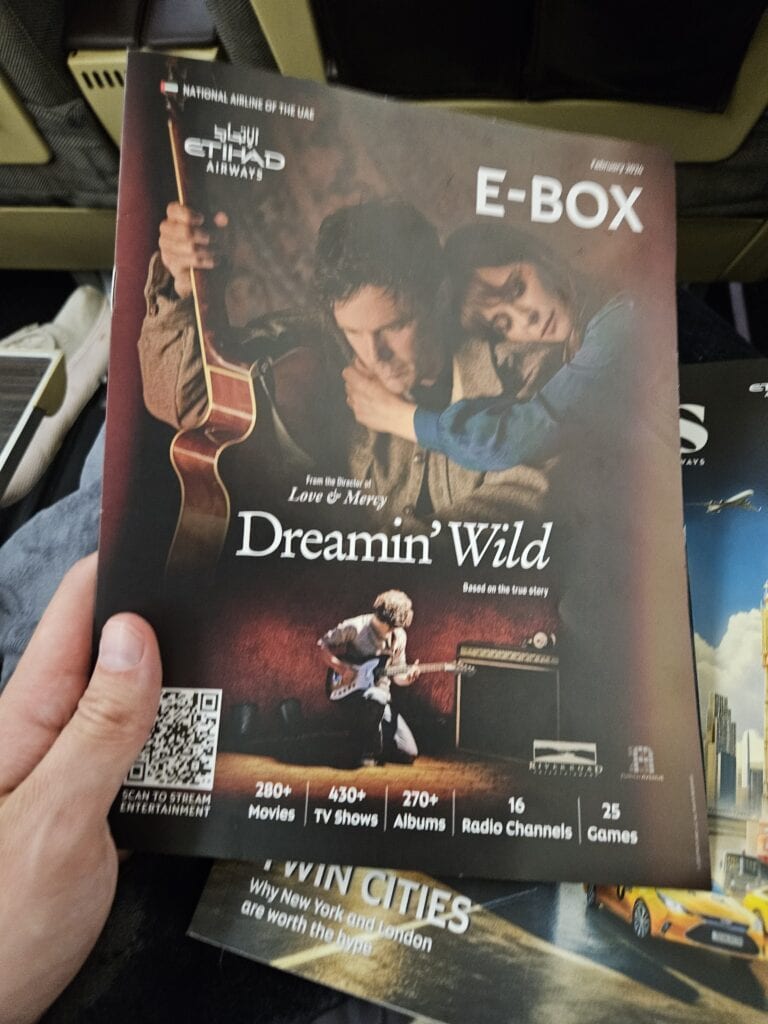 NATIONAL AIRLINE OF THE UAE
الإتحاد
ETIHAD
AIRWAYS
E-BOX
From the Director of
Love & Mercy
Dreamin' Wild
Based on the true story
SCAN TO STREAM
ENTERTAINMENT
280+
Movies
430+
TV Shows
270+
Albums
16
Radio Channels
25
Games
TWIN CITIES
Why New York and London
are worth the hype